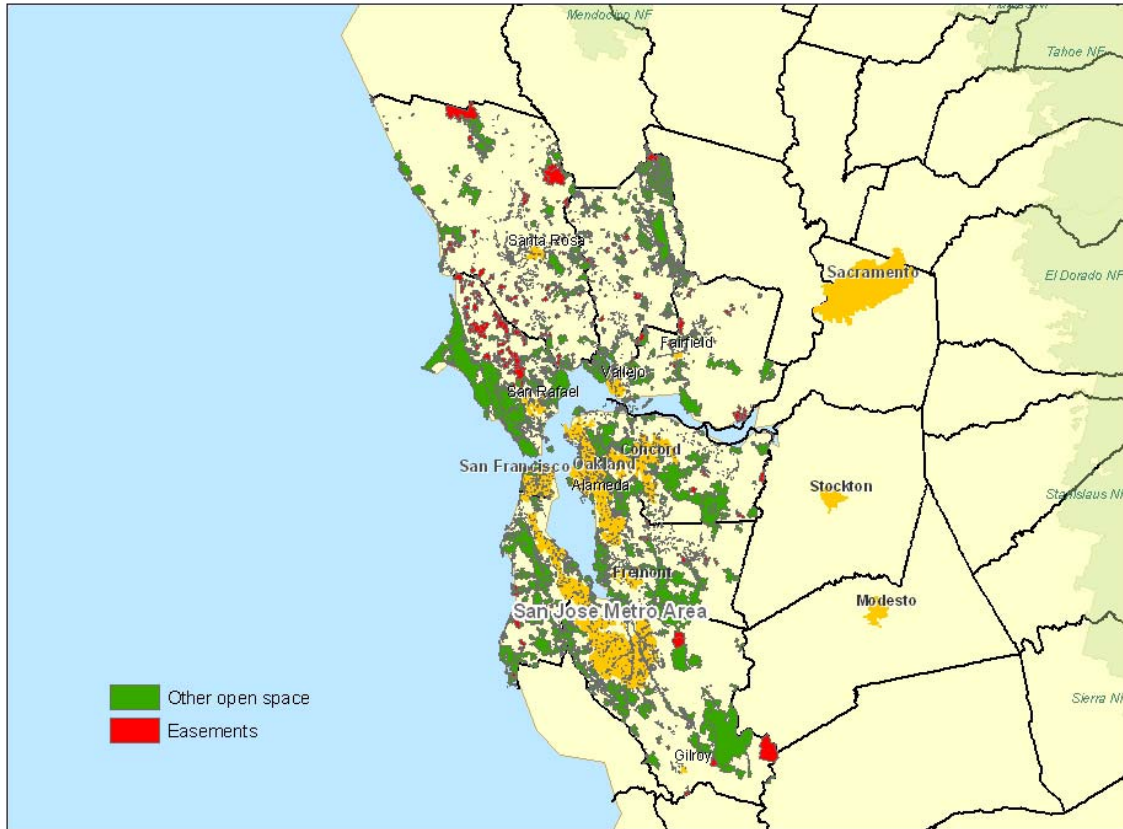 Mendocino NF
Tahoe NF
Santa Rosa
Sacramento
El Dorado NF
Fairfield
Vallejo
San Rafael
Concord
San Francisco
Oakland
Alameda
Stockton
Stanislaus NF
Fremont
Modesto
San Jose Metro Area
Other open space
Sierra NF
Easements
Gilroy